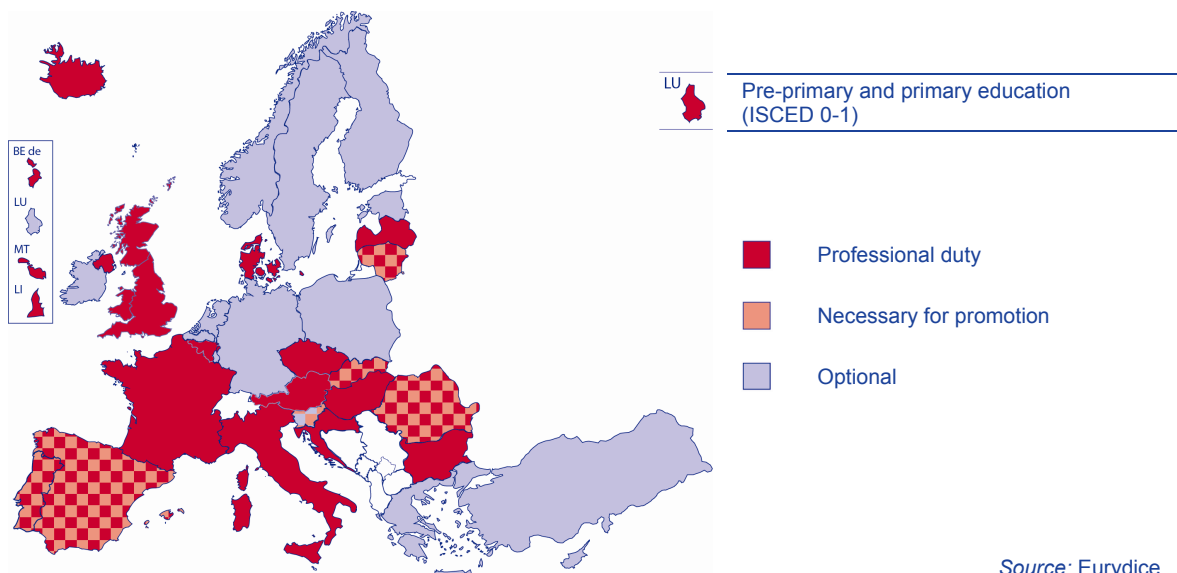 BE de
LU
MT
LI
LU
Pre-primary and primary education
(ISCED 0-1)
Professional duty
Necessary for promotion
Optional
Source: Eurydice